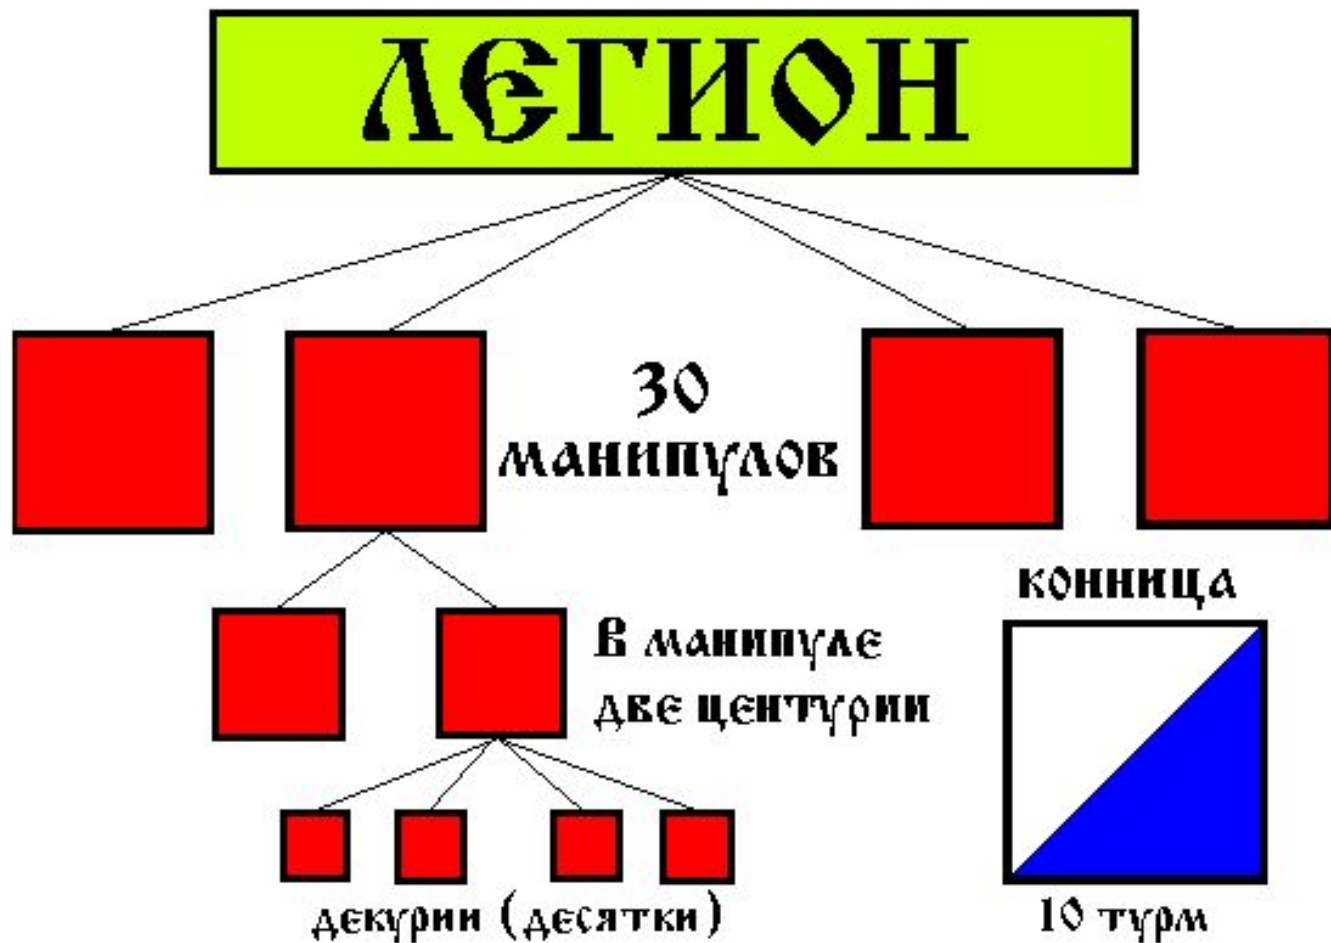 ЛЕГИОН
30
манипулов
конница
В манипуле
две центурии
декурии (десятки)
10 турм